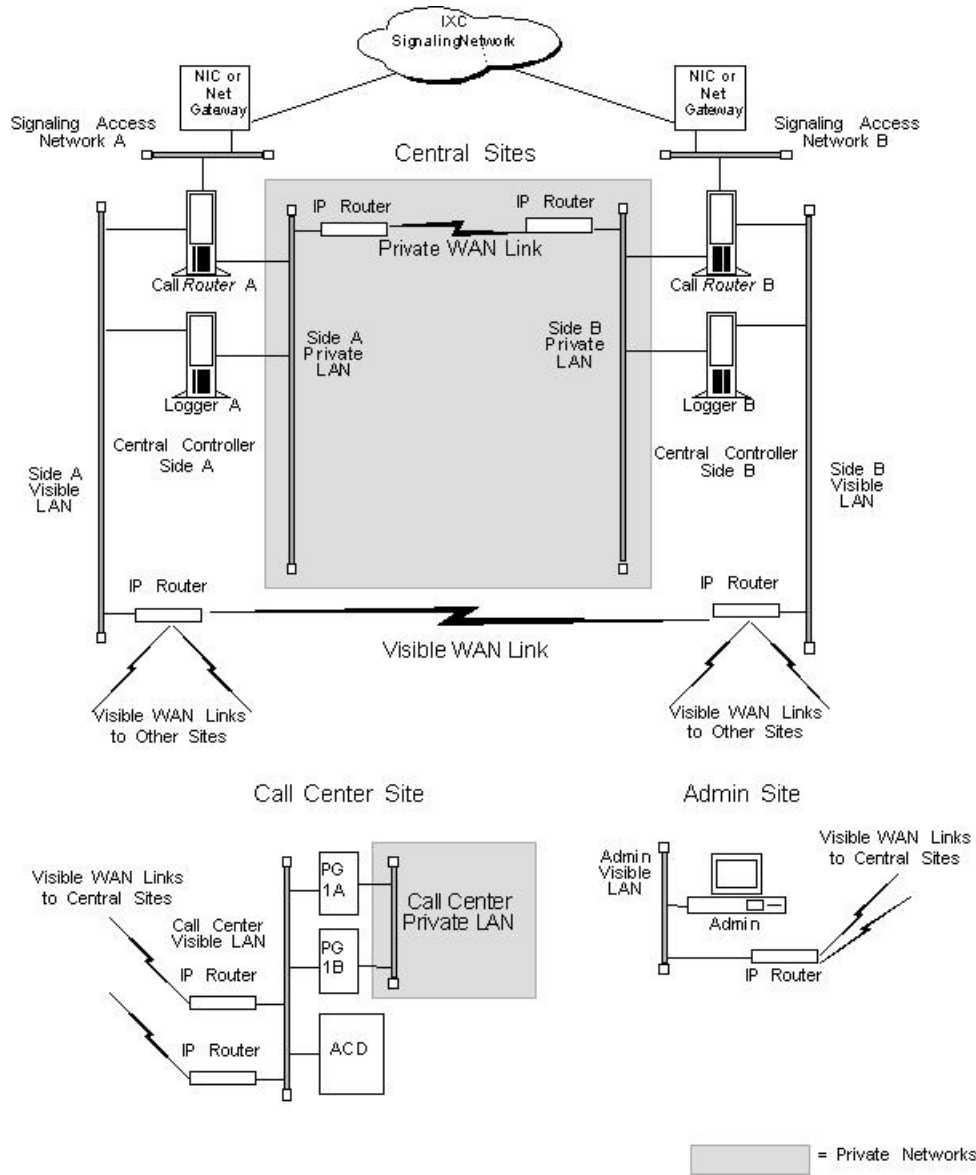 IXC
SignalingNetwork
NIC or
Net
Gateway
NIC or
Net
Gateway
Signaling Access
Network A
Signaling Access
Network B
Central Sites
IP Router
IP Router
Private WAN Link
CallRouter A
Call Router B
Side A
Private
LAN
Side B
Private
LAN
Logger A
Logger B
Central Controller
Side A
Central Controller
Side B
Side A
Visible
LAN
Side B
Visible
LAN
IP Router
IP Router
Visible WAN Link
Visible WAN Links
to Other Sites
Visible WAN Links
to Other Sites
Call Center Site
Admin Site
Visible WAN Links
to Central Sites
Call Center
Visible LAN
IP Router
IP Router
PG
1A
PG
1B
ACD
Call Center
Private LAN
Admin
Visible
LAN
Admin
IP Router
Visible WAN Links
to Central Sites
= Private Networks